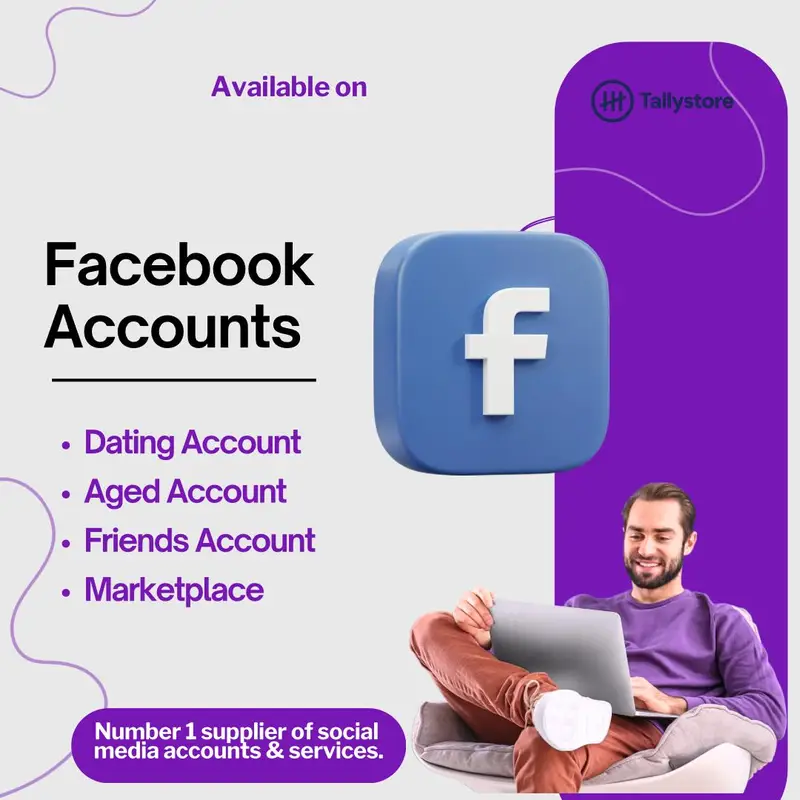 Available on
Tallystore
Facebook
Accounts
• Dating Account
• Aged Account
• Friends Account
• Marketplace
Number 1 supplier of social
media accounts & services.